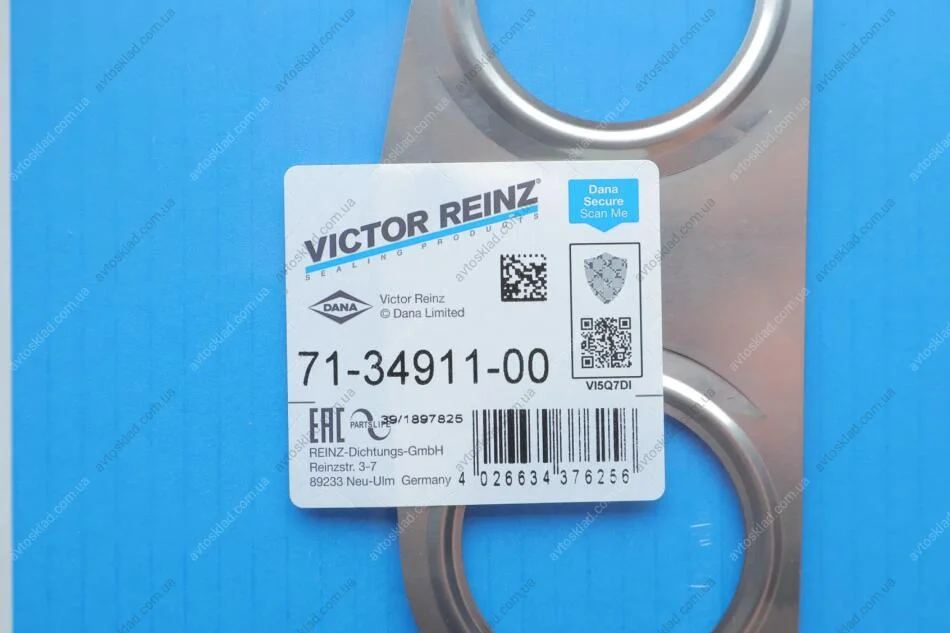 VICTOR REINZ®
SEALING PRODUCTS
Dana
Secure
Scan Me
DANA
Victor Reinz
© Dana Limited
71-34911-00
VI5Q7DI
EAC
PARTSLIFE
39/1897825
REINZ-Dichtungs-GmbH
Reinzstr. 3-7
89233 Neu-Ulm Germany
4 026634 376256
avtosklad.com.ua